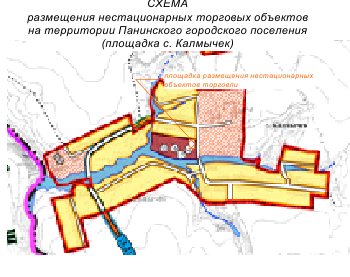 СХЕМА
размещения нестационарных торговых объектов
на территории Панинского городского поселения
(площадка с. Калмычек)
площадка размещения нестационарных
объектов торговли